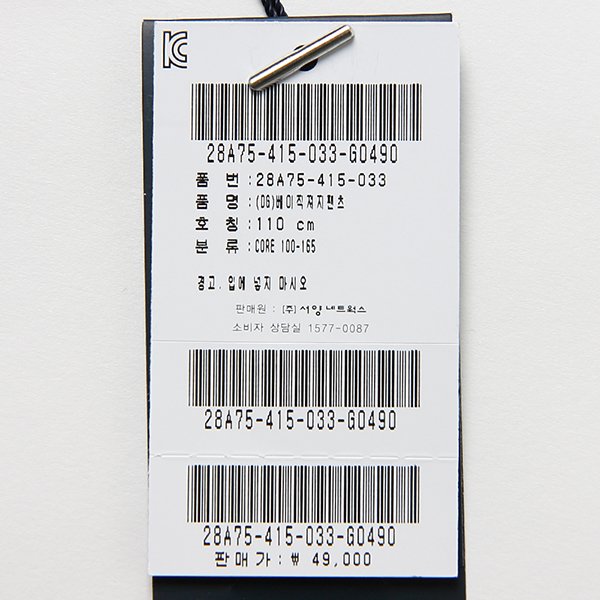 KC
28A75-415-033-G0490
품 번 :28A75-415-033
품 명 :(06)베이직져지팬츠
호 칭 :110 cm
분 류 :CORE 100-165
경고. 입에 넣지 마시오
판매원 : (주) 서양네트웍스
소비자 상담실 1577-0087
28A75-415-033-G0490
28A75-415-033-G0490
판매가 : ₩ 49,000